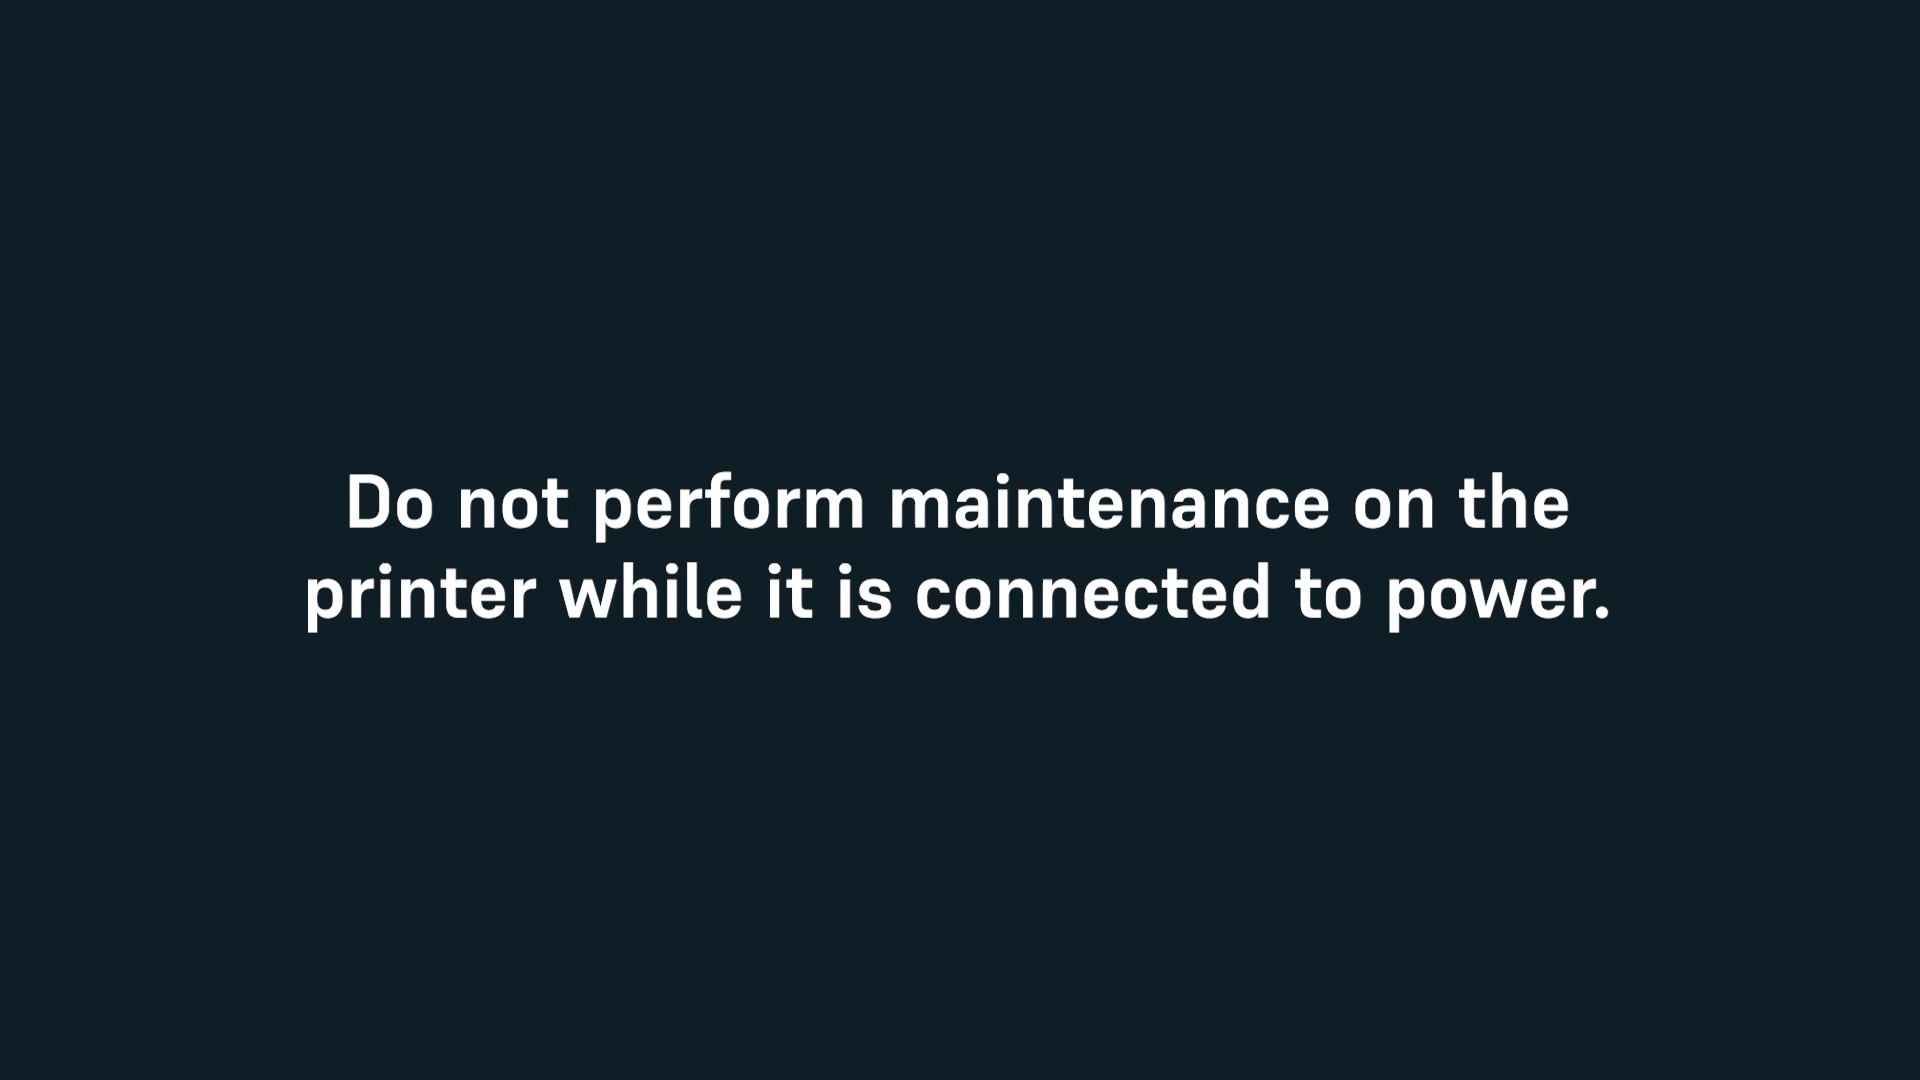 Do not perform maintenance on the
printer while it is connected to power.